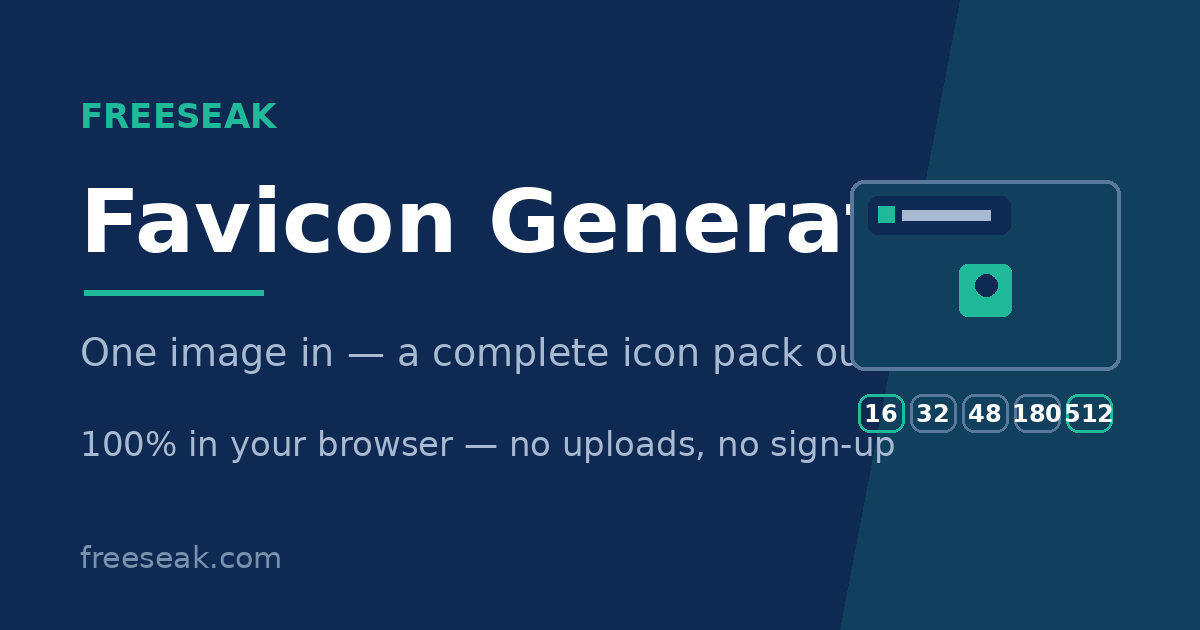 FREESEAK
Favicon Genera
One image in — a complete icon pack ou
16 32 48 180 512
100% in your browser — no uploads, no sign-up
freeseak.com